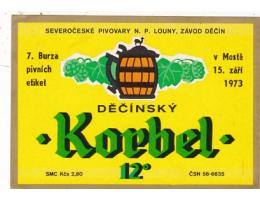 SEVEROČESKÉ PIVOVARY N. P. LOUNY, ZÁVOD DĚČÍN
7. Burza
pivních
etiket
v Mostě
15. září
1973
DĚČÍNSKÝ
·Korbel·
12°
SMC Kčs 2,80
ČSN 56-6635